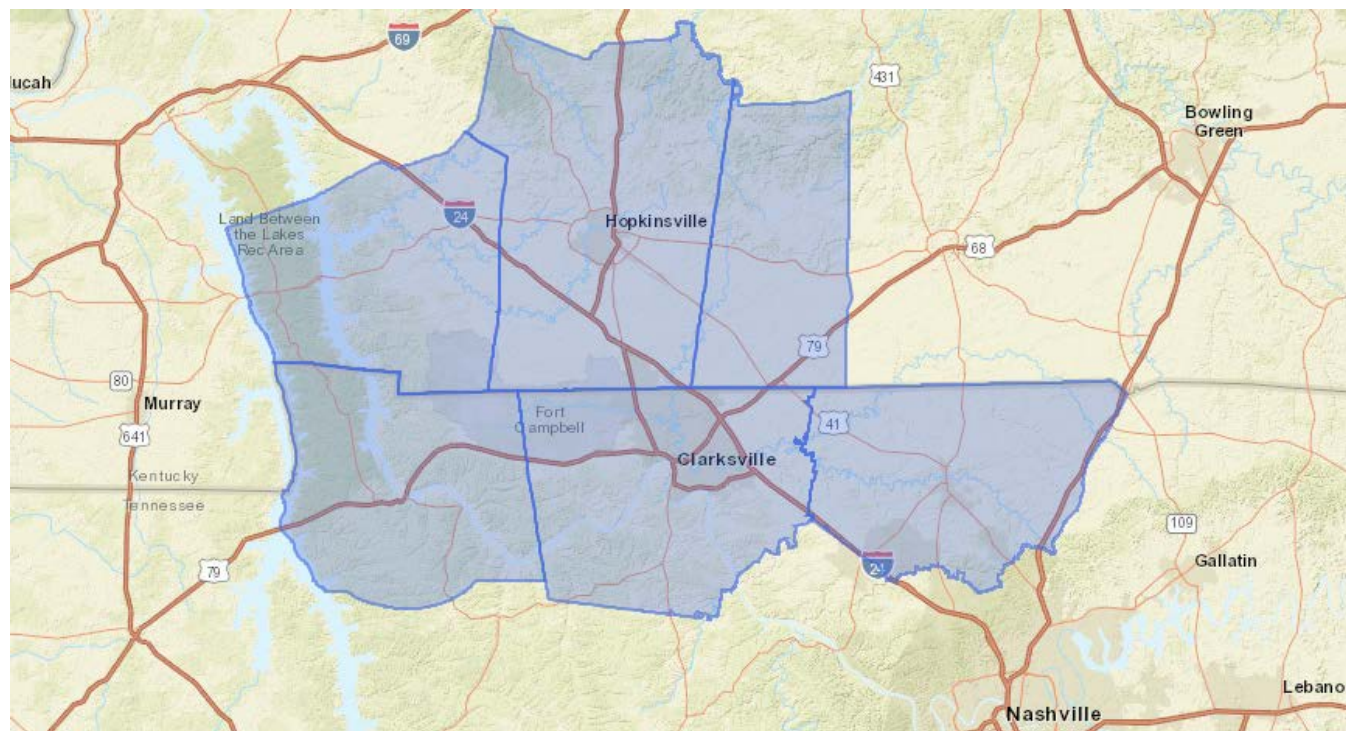 69
ucah
431
Bowling
Green
Land Between
the Lakes
Rec Area
24
Hopkinsville
68
79
80
Murray
641
Fort
Campbell
41
Clarksville
Kentucky
Tennessee
109
79
24
Gallatin
Lebano
Nashville